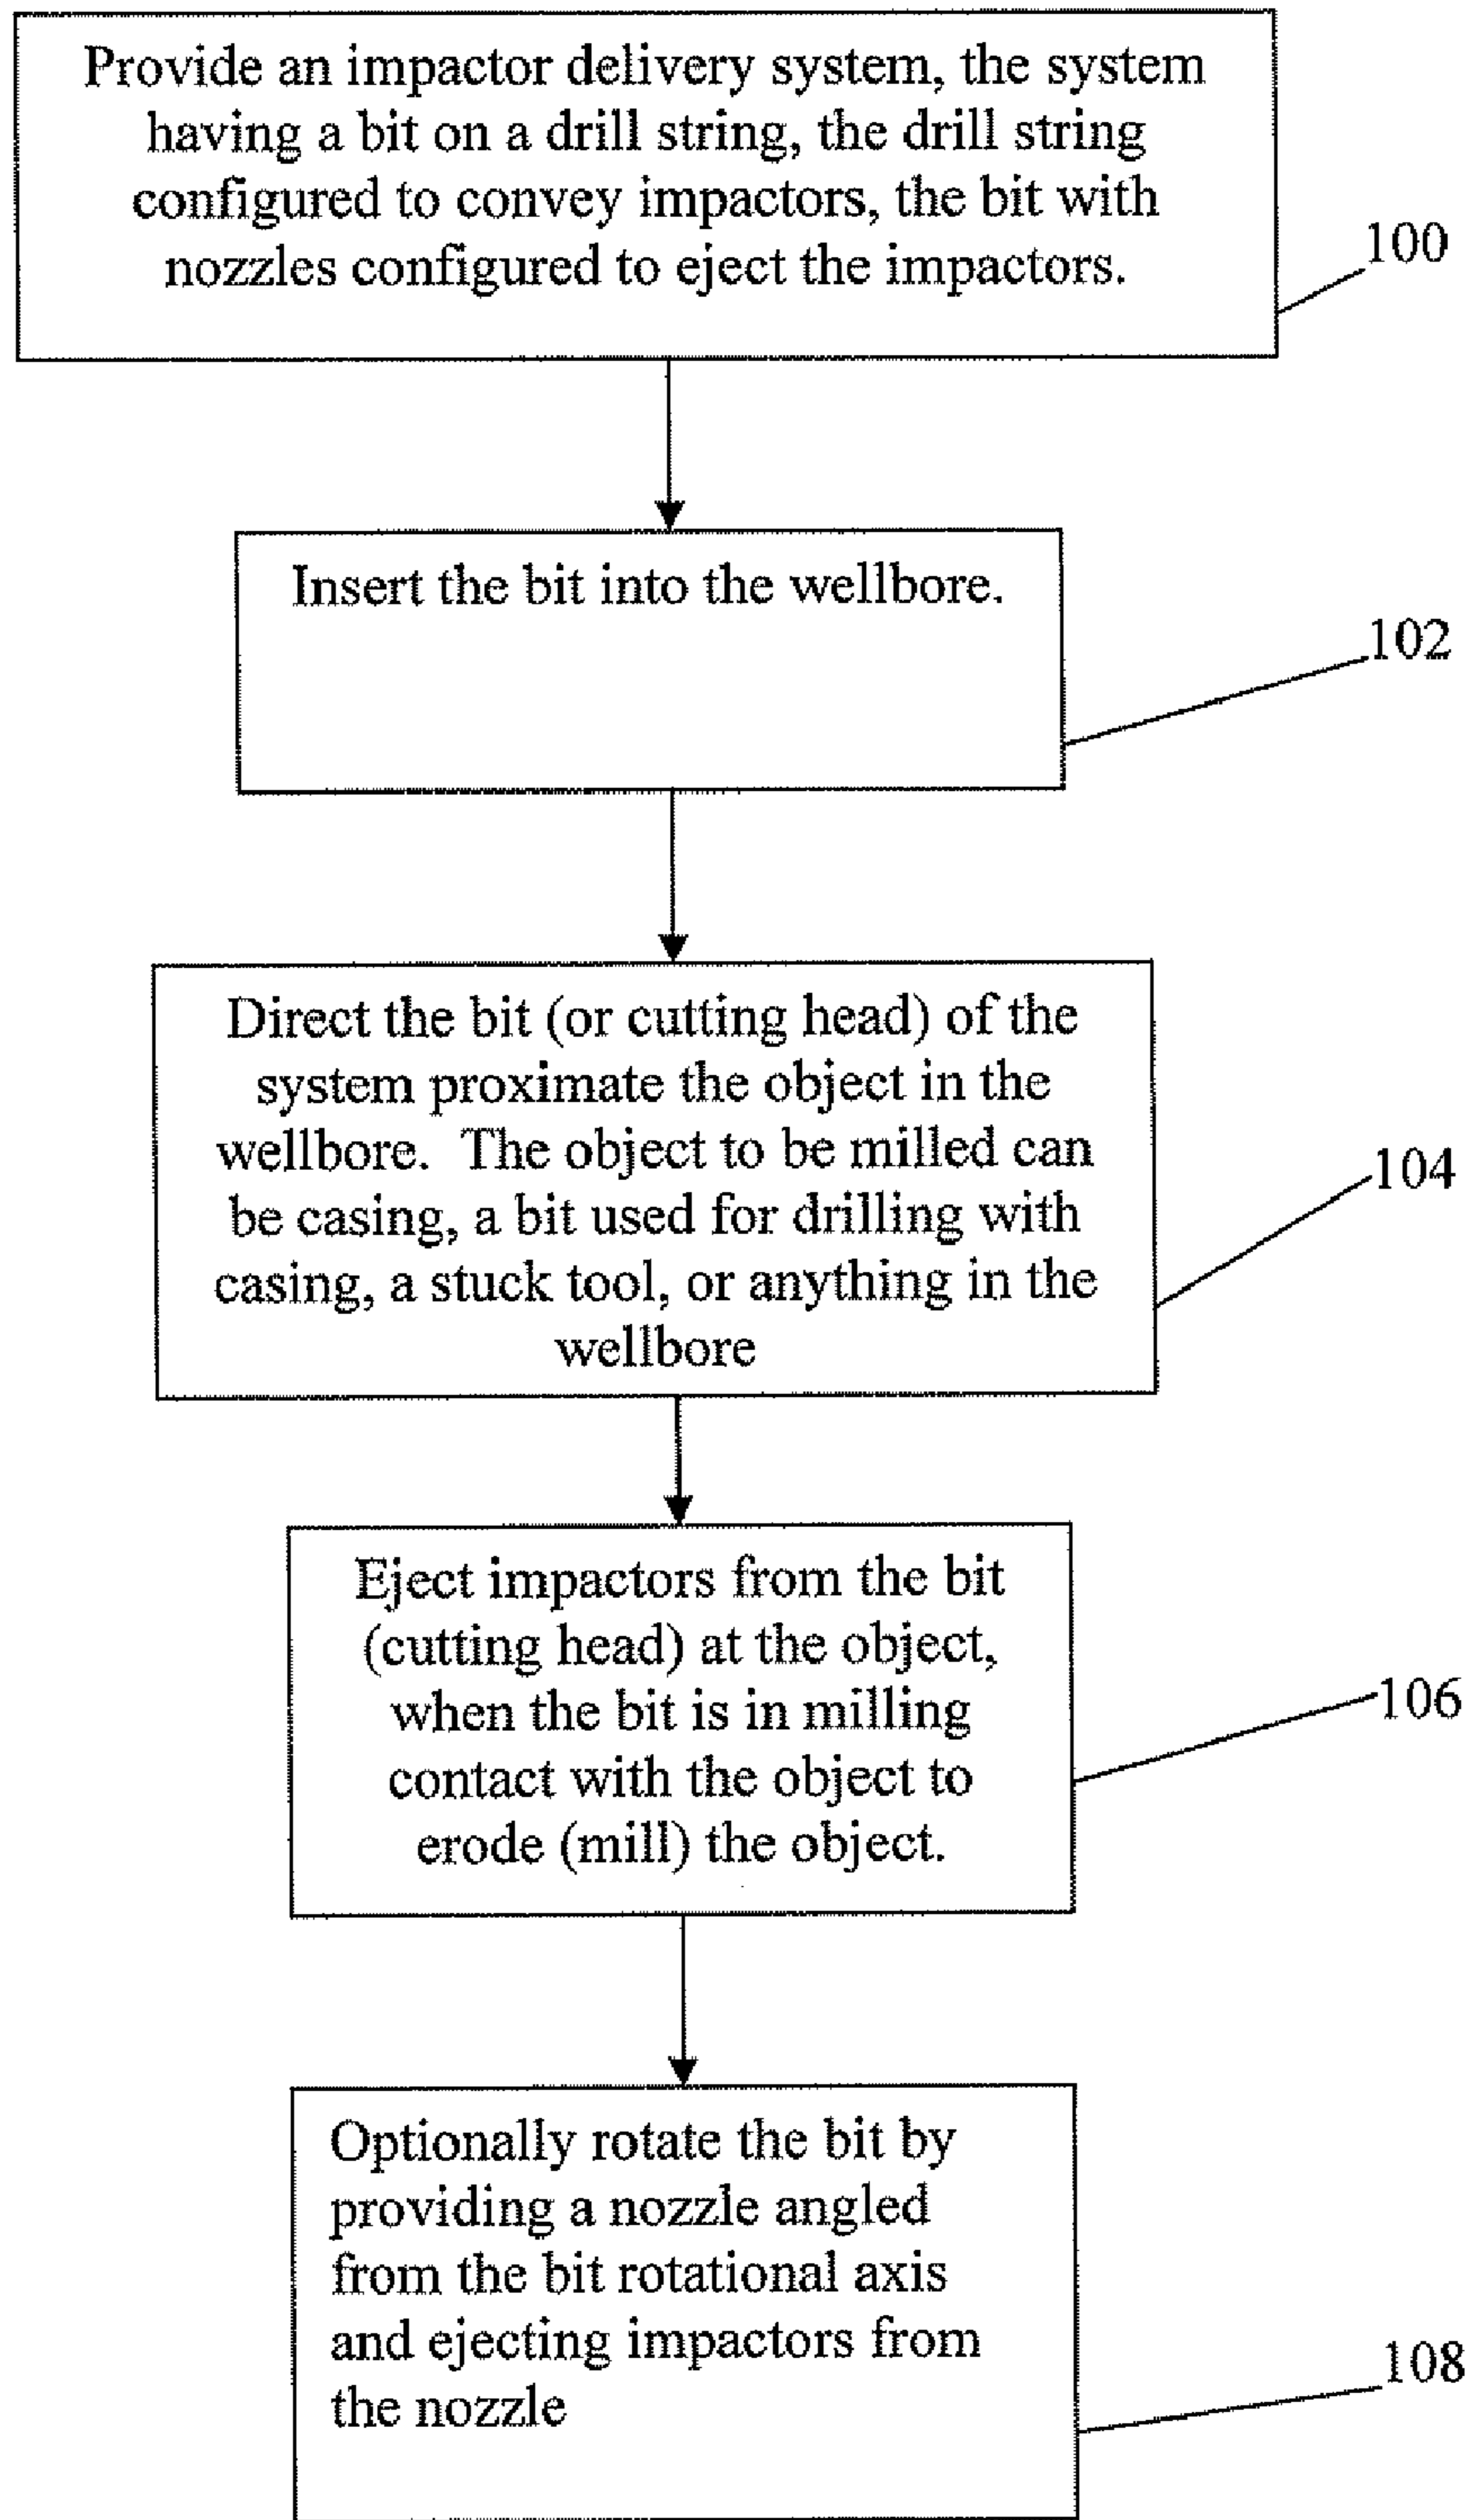 Provide an impactor delivery system, the system
having a bit on a drill string, the drill string
configured to convey impactors, the bit with
nozzles configured to eject the impactors.
100
Insert the bit into the wellbore.
102
Direct the bit (or cutting head) of the
system proximate the object in the
wellbore.  The object to be milled can
be casing, a bit used for drilling with
casing, a stuck tool, or anything in the
wellbore
104
Eject impactors from the bit
(cutting head) at the object,
when the bit is in milling
contact with the object to
erode (mill) the object.
106
Optionally rotate the bit by
providing a nozzle angled
from the bit rotational axis
and ejecting impactors from
the nozzle
108